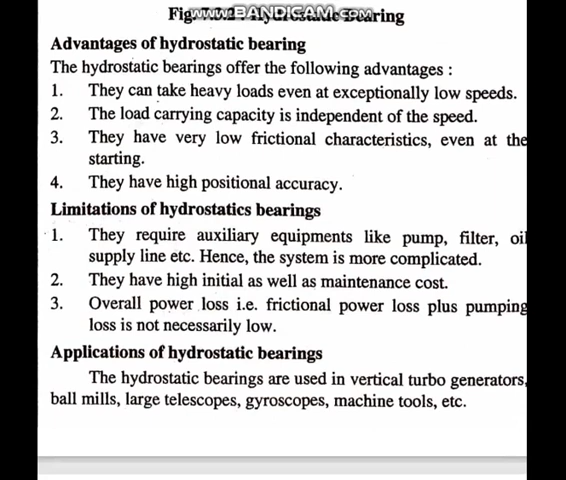 Fig. Hydrostatic Bearing
www.BANDICAM.com
Advantages of hydrostatic bearing
The hydrostatic bearings offer the following advantages :
1. They can take heavy loads even at exceptionally low speeds.
2. The load carrying capacity is independent of the speed.
3. They have very low frictional characteristics, even at the
starting.
4. They have high positional accuracy.
Limitations of hydrostatics bearings
1. They require auxiliary equipments like pump, filter, oil
supply line etc. Hence, the system is more complicated.
2. They have high initial as well as maintenance cost.
3. Overall power loss i.e. frictional power loss plus pumping
loss is not necessarily low.
Applications of hydrostatic bearings
The hydrostatic bearings are used in vertical turbo generators,
ball mills, large telescopes, gyroscopes, machine tools, etc.